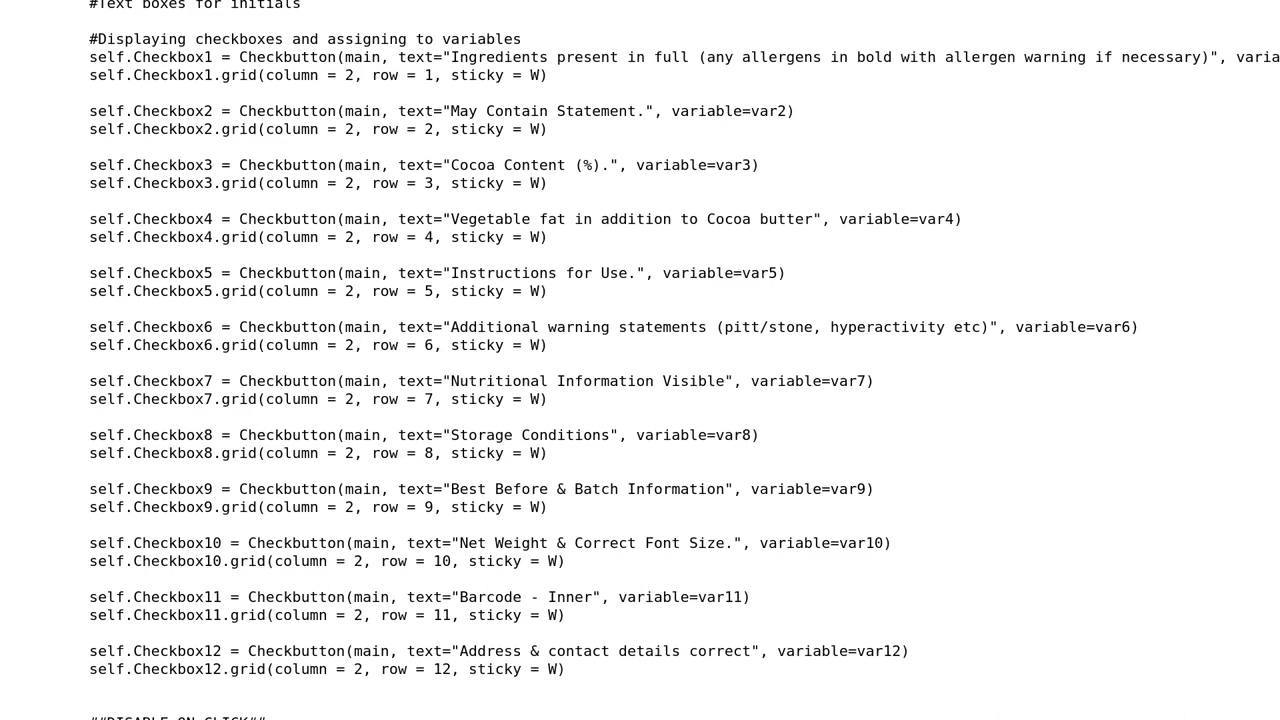 #Text boxes for initials
#Displaying checkboxes and assigning to variables
self.Checkbox1 = Checkbutton(main, text="Ingredients present in full (any allergens in bold with allergen warning if necessary)", varia
self.Checkbox1.grid(column = 2, row = 1, sticky = W)
self.Checkbox2 = Checkbutton(main, text="May Contain Statement.", variable=var2)
self.Checkbox2.grid(column = 2, row = 2, sticky = W)
self.Checkbox3 = Checkbutton(main, text="Cocoa Content (%).", variable=var3)
self.Checkbox3.grid(column = 2, row = 3, sticky = W)
self.Checkbox4 = Checkbutton(main, text="Vegetable fat in addition to Cocoa butter", variable=var4)
self.Checkbox4.grid(column = 2, row = 4, sticky = W)
self.Checkbox5 = Checkbutton(main, text="Instructions for Use.", variable=var5)
self.Checkbox5.grid(column = 2, row = 5, sticky = W)
self.Checkbox6 = Checkbutton(main, text="Additional warning statements (pitt/stone, hyperactivity etc)", variable=var6)
self.Checkbox6.grid(column = 2, row = 6, sticky = W)
self.Checkbox7 = Checkbutton(main, text="Nutritional Information Visible", variable=var7)
self.Checkbox7.grid(column = 2, row = 7, sticky = W)
self.Checkbox8 = Checkbutton(main, text="Storage Conditions", variable=var8)
self.Checkbox8.grid(column = 2, row = 8, sticky = W)
self.Checkbox9 = Checkbutton(main, text="Best Before & Batch Information", variable=var9)
self.Checkbox9.grid(column = 2, row = 9, sticky = W)
self.Checkbox10 = Checkbutton(main, text="Net Weight & Correct Font Size.", variable=var10)
self.Checkbox10.grid(column = 2, row = 10, sticky = W)
self.Checkbox11 = Checkbutton(main, text="Barcode - Inner", variable=var11)
self.Checkbox11.grid(column = 2, row = 11, sticky = W)
self.Checkbox12 = Checkbutton(main, text="Address & contact details correct", variable=var12)
self.Checkbox12.grid(column = 2, row = 12, sticky = W)
##DISABLE ON CLICK##